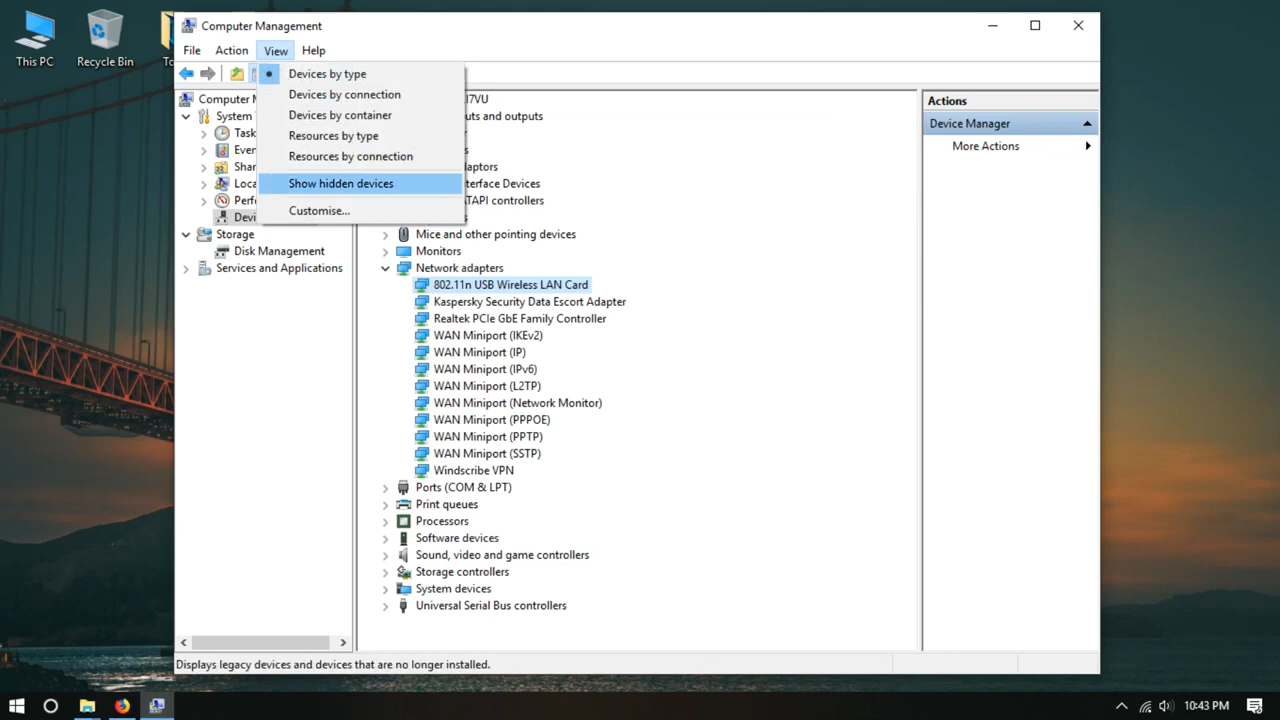 This PC
Recycle Bin
To
Computer Management
File Action View Help
Devices by type
Devices by connection
Devices by container
Resources by type
Resources by connection
Show hidden devices
Customise...
Computer M
System
Task
Even
Shar
Loca
Perfo
Devi
Storage
Disk Management
Services and Applications
I7VU
uts and outputs
aptors
terface Devices
TAPI controllers
Mice and other pointing devices
Monitors
Network adapters
802.11n USB Wireless LAN Card
Kaspersky Security Data Escort Adapter
Realtek PCIe GbE Family Controller
WAN Miniport (IKEv2)
WAN Miniport (IP)
WAN Miniport (IPv6)
WAN Miniport (L2TP)
WAN Miniport (Network Monitor)
WAN Miniport (PPPOE)
WAN Miniport (PPTP)
WAN Miniport (SSTP)
Windscribe VPN
Ports (COM & LPT)
Print queues
Processors
Software devices
Sound, video and game controllers
Storage controllers
System devices
Universal Serial Bus controllers
Actions
Device Manager
More Actions
Displays legacy devices and devices that are no longer installed.
10:43 PM